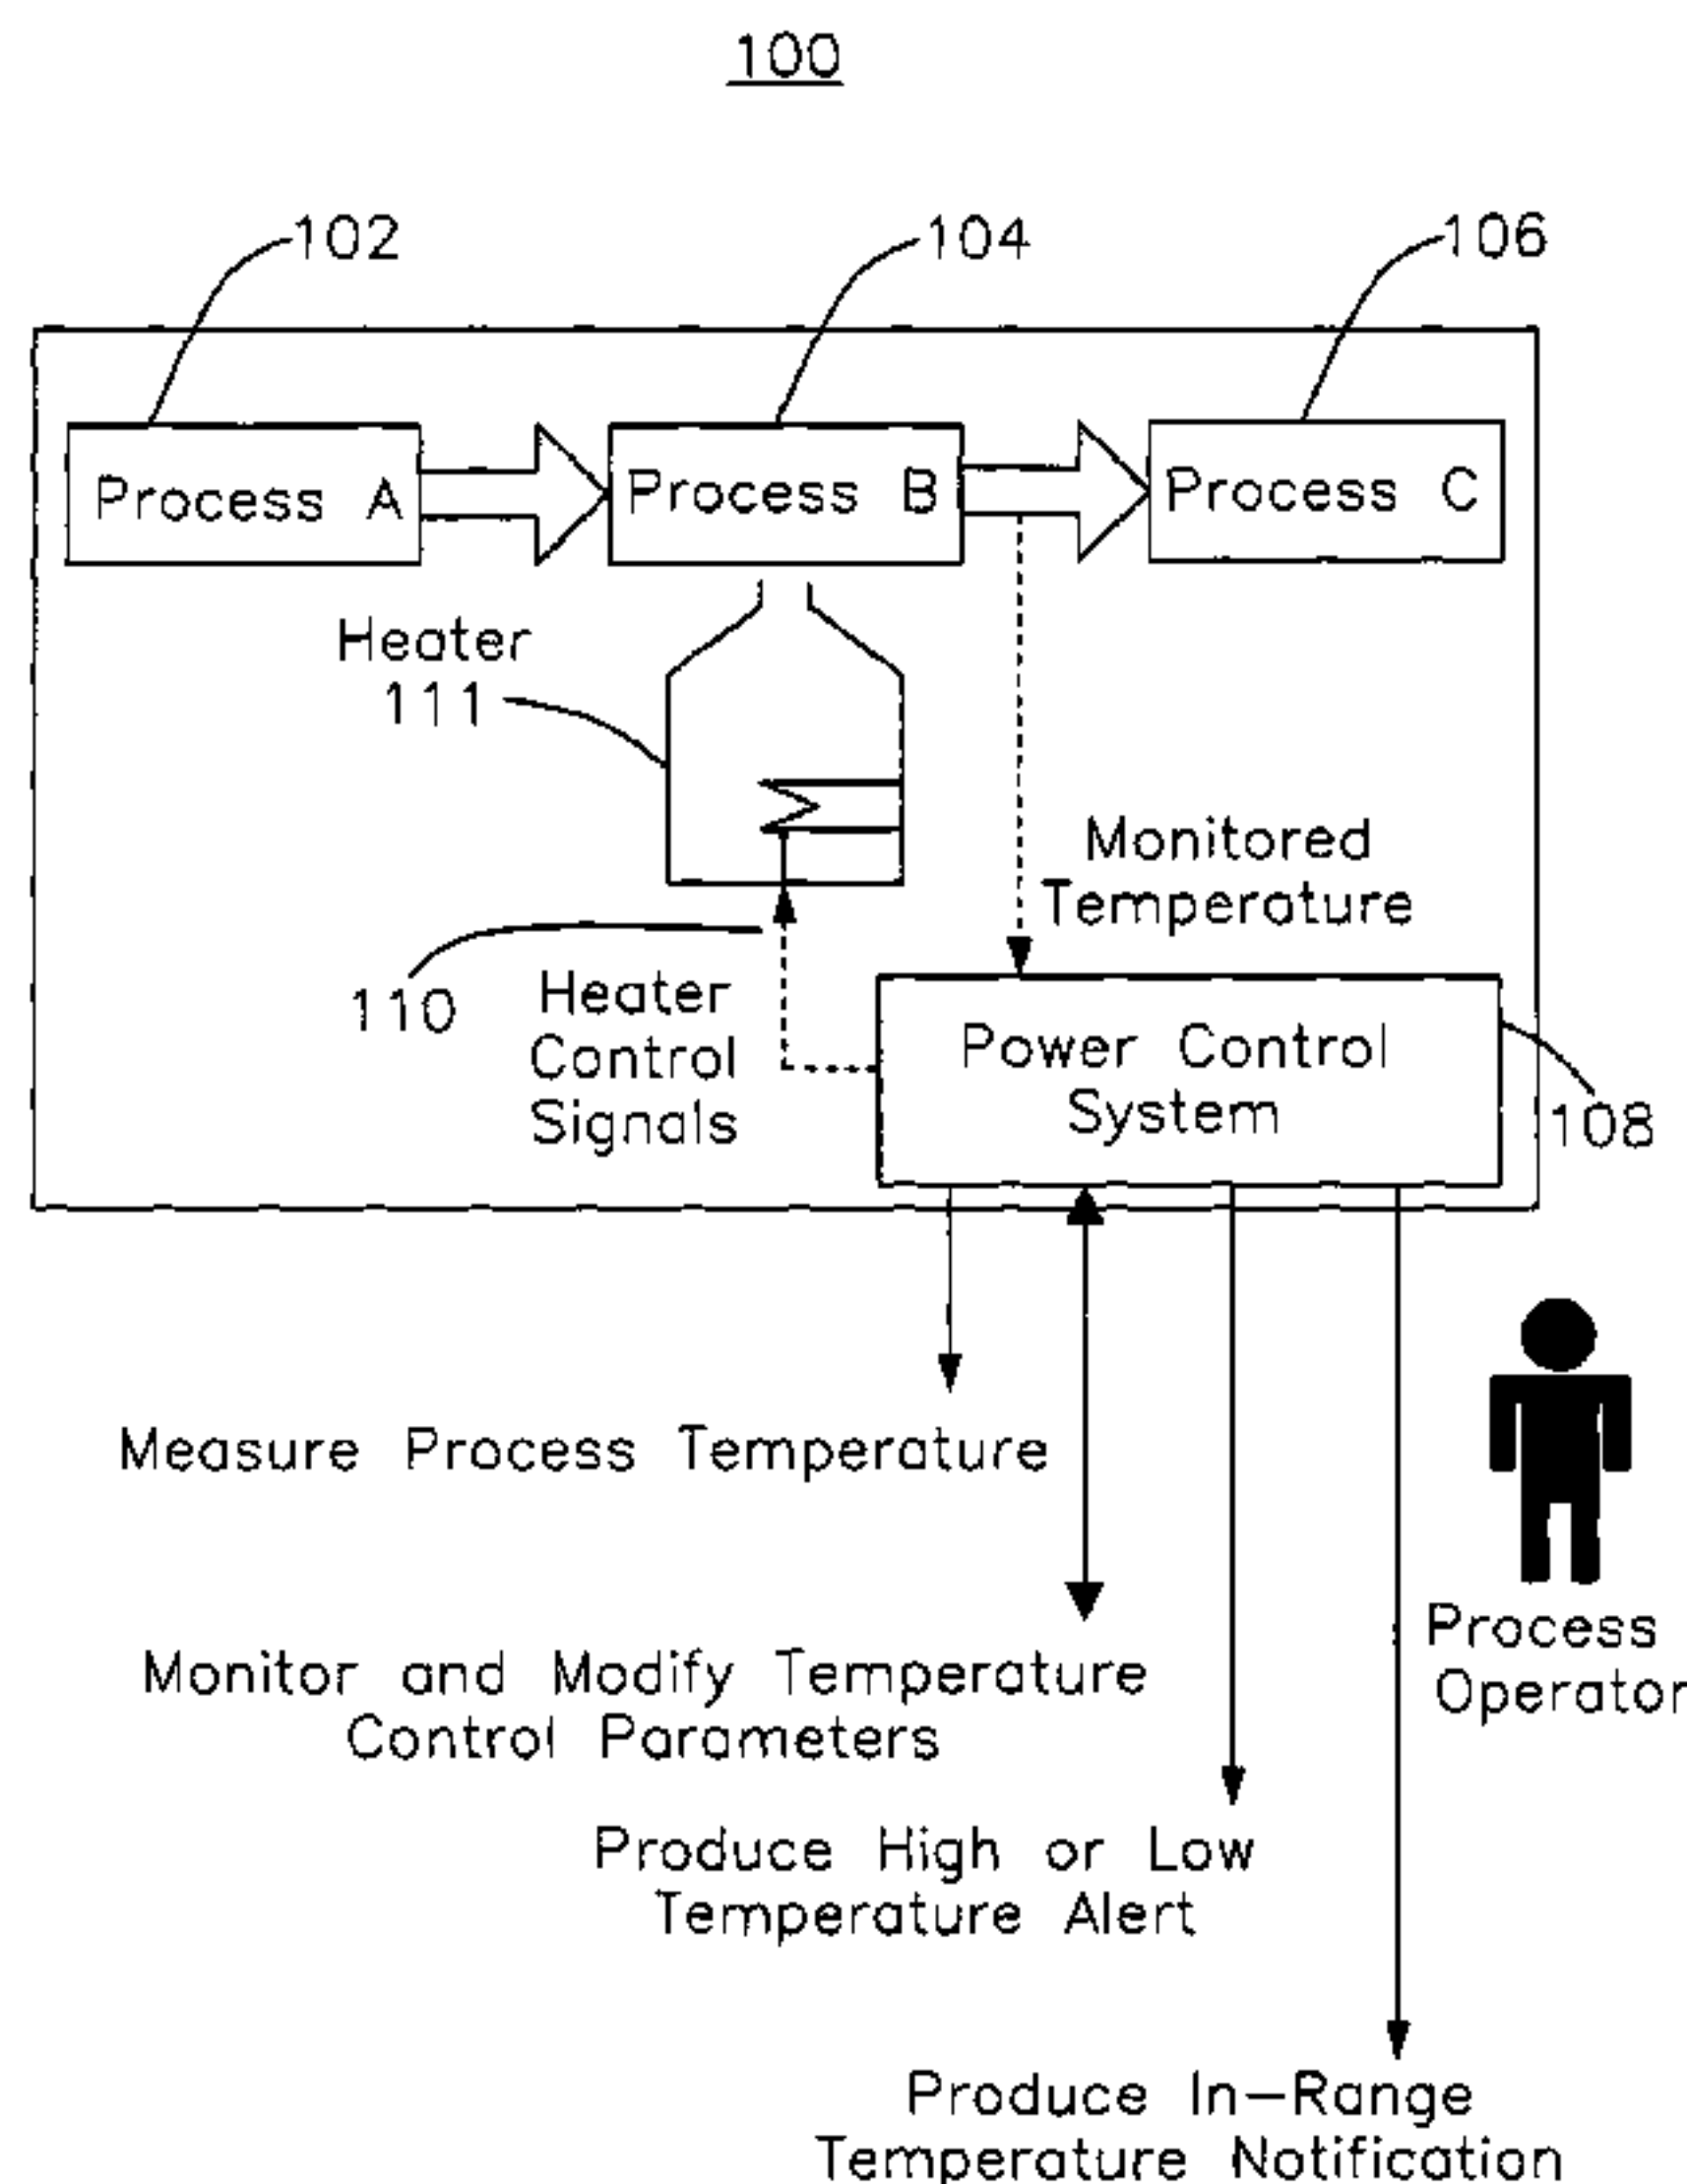 100
102
104
106
Process A
Process B
Process C
Heater
111
Monitored
Temperature
110
Heater
Control
Signals
Power Control
System
108
Measure Process Temperature
Process
Operator
Monitor and Modify Temperature
Control Parameters
Produce High or Low
Temperature Alert
Produce In-Range
Temperature Notification